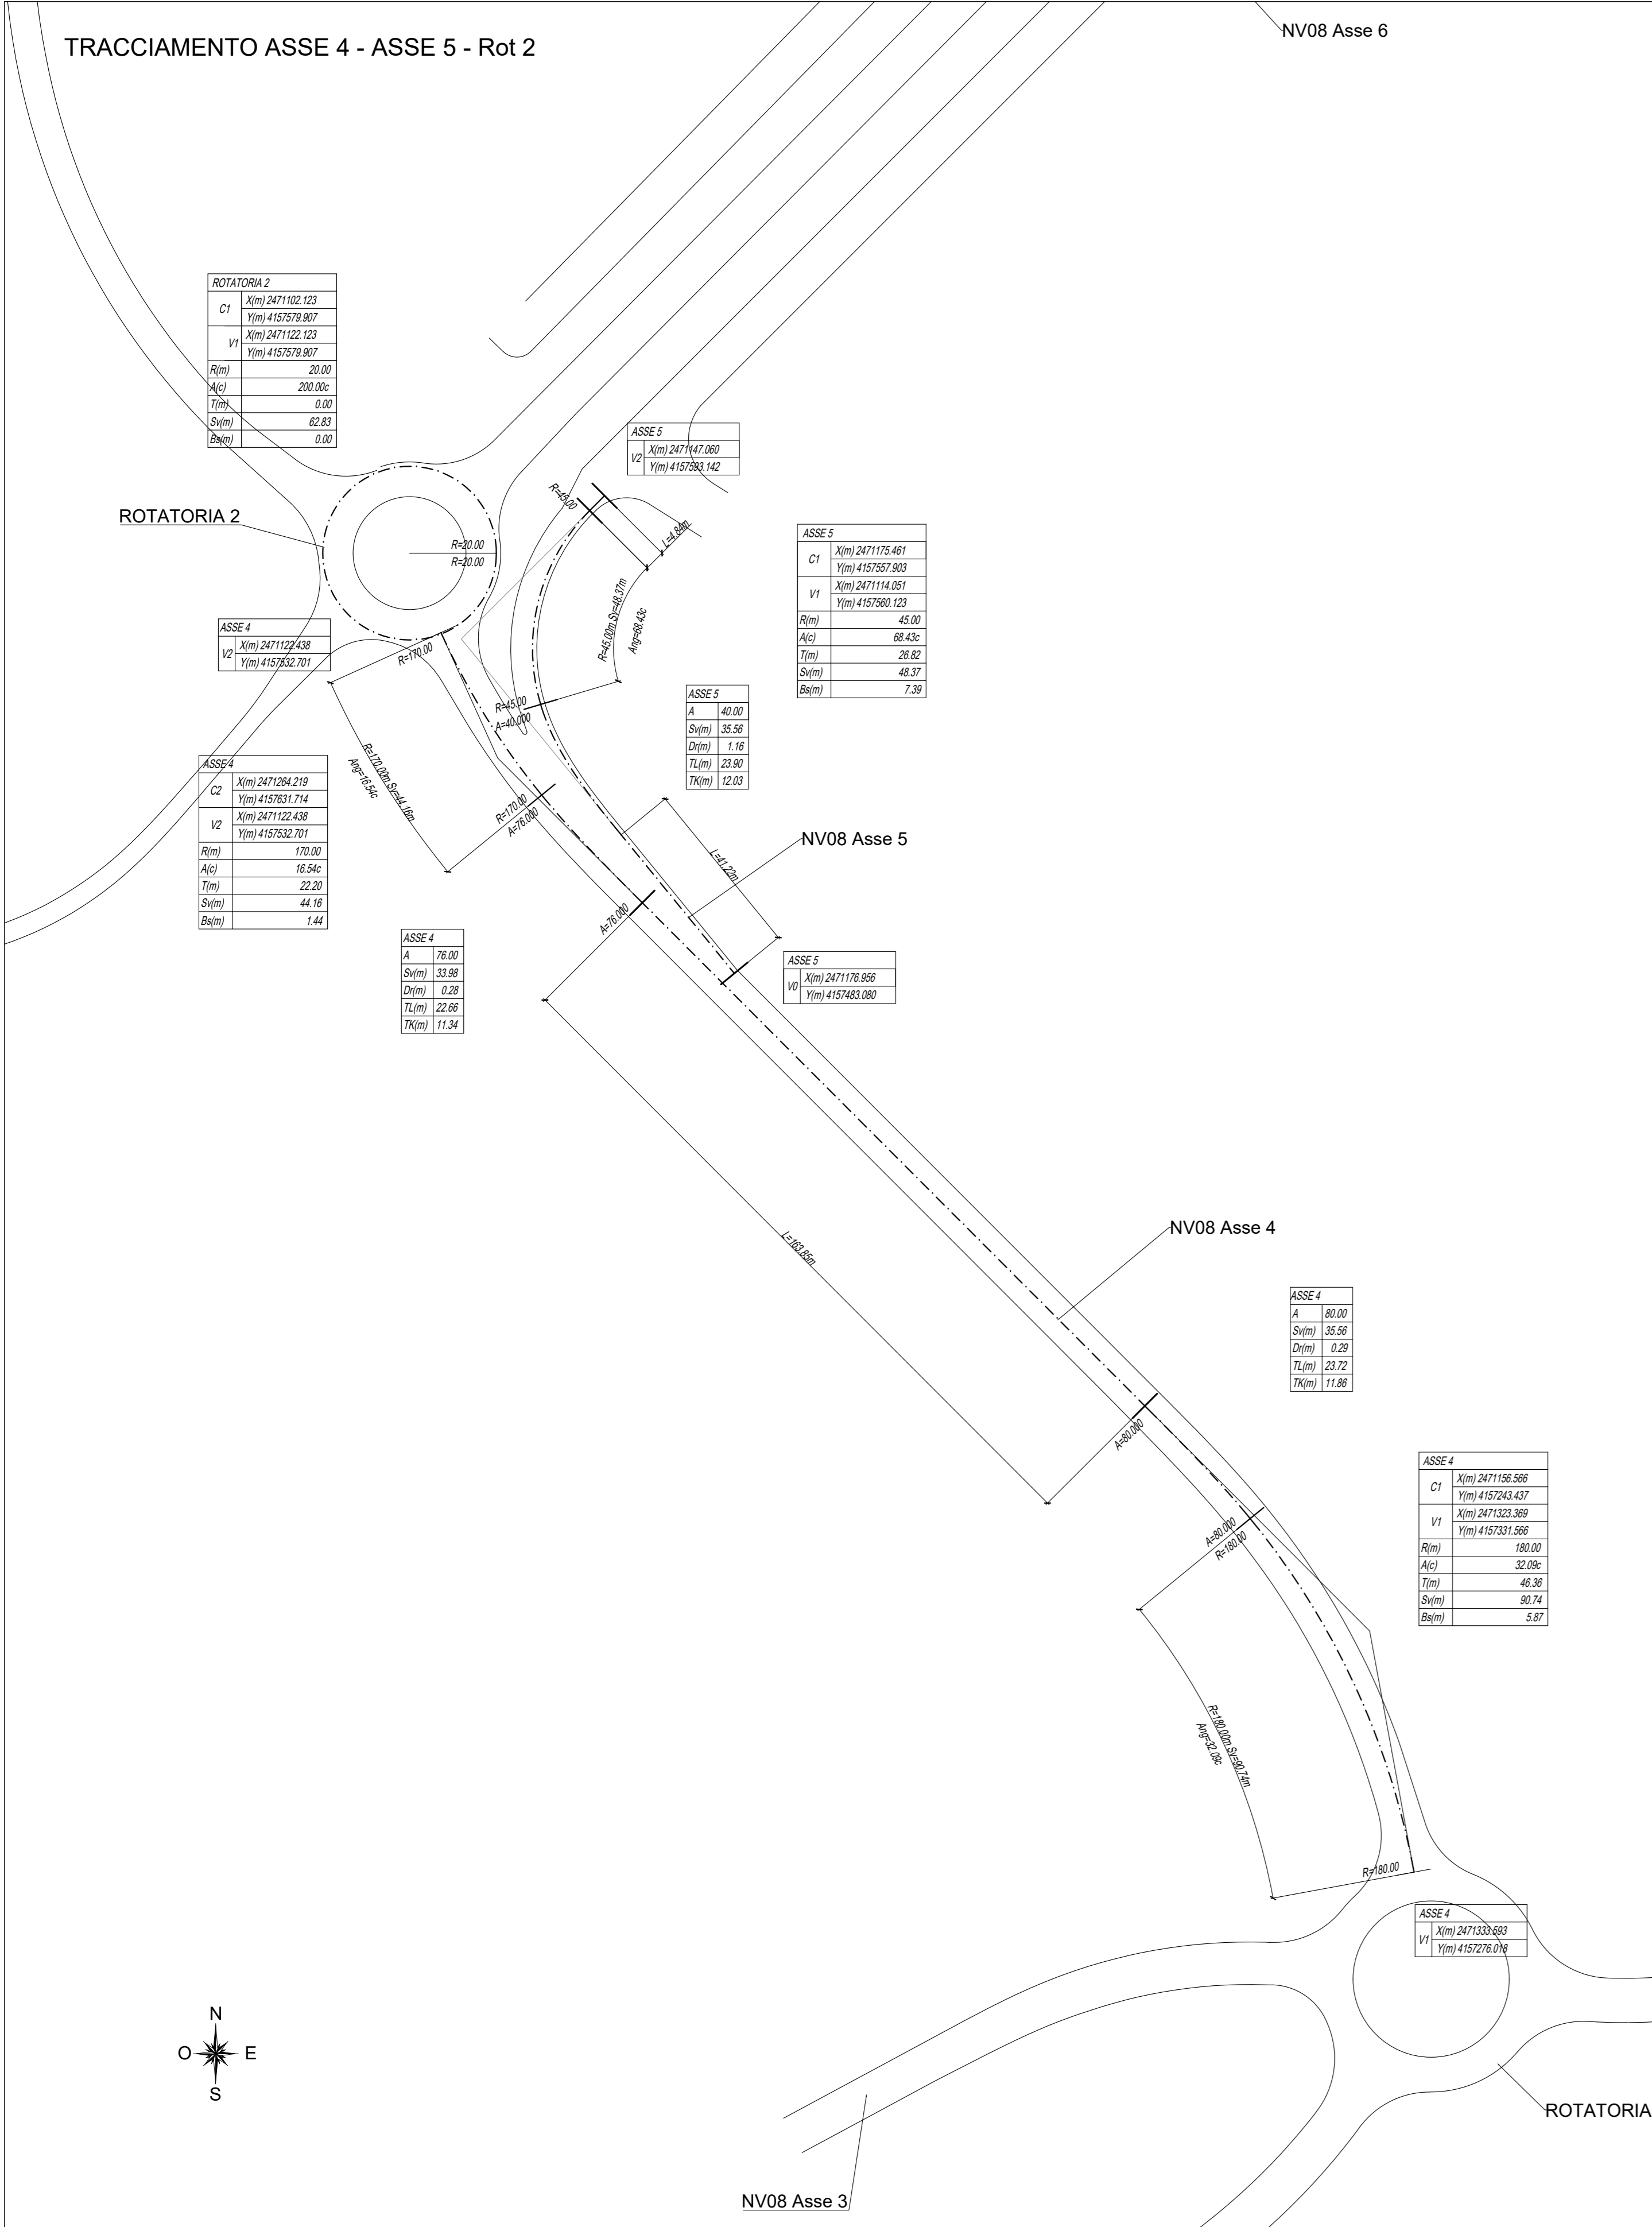 TRACCIAMENTO ASSE 4 - ASSE 5 - Rot 2
NV08 Asse 6
ROTATORIA 2
C1 X(m) 2471102.123
Y(m) 4157579.907
V1 X(m) 2471122.123
Y(m) 4157579.907
R(m) 20.00
A(c) 200.00c
T(m) 0.00
Sv(m) 62.83
Bs(m) 0.00
ASSE 5
V2 X(m) 2471147.060
Y(m) 4157593.142
ROTATORIA 2
R=20.00
R=20.00
R=45.00
L=4.84m
R=45.00m Sv=48.37m
Ang=68.43c
ASSE 5
C1 X(m) 2471175.461
Y(m) 4157557.903
V1 X(m) 2471114.051
Y(m) 4157560.123
R(m) 45.00
A(c) 68.43c
T(m) 26.82
Sv(m) 48.37
Bs(m) 7.39
ASSE 4
V2 X(m) 2471122.438
Y(m) 4157532.701
R=170.00
R=45.00
A=40.000
ASSE 5
A 40.00
Sv(m) 35.56
Dr(m) 1.16
TL(m) 23.90
TK(m) 12.03
R=170.00m Sv=44.16m
Ang=16.54c
ASSE 4
C2 X(m) 2471264.219
Y(m) 4157631.714
V2 X(m) 2471122.438
Y(m) 4157532.701
R(m) 170.00
A(c) 16.54c
T(m) 22.20
Sv(m) 44.16
Bs(m) 1.44
R=170.00
A=76.000
NV08 Asse 5
L=41.22m
A=76.000
ASSE 4
A 76.00
Sv(m) 33.98
Dr(m) 0.28
TL(m) 22.66
TK(m) 11.34
ASSE 5
V0 X(m) 2471176.956
Y(m) 4157483.080
L=163.85m
NV08 Asse 4
ASSE 4
A 80.00
Sv(m) 35.56
Dr(m) 0.29
TL(m) 23.72
TK(m) 11.86
A=80.000
A=80.000
R=180.00
ASSE 4
C1 X(m) 2471156.566
Y(m) 4157243.437
V1 X(m) 2471323.369
Y(m) 4157331.566
R(m) 180.00
A(c) 32.09c
T(m) 46.36
Sv(m) 90.74
Bs(m) 5.87
R=180.00m Sv=90.74m
Ang=32.09c
R=180.00
ASSE 4
V1 X(m) 2471333.593
Y(m) 4157276.018
N
O E
S
ROTATORIA
NV08 Asse 3